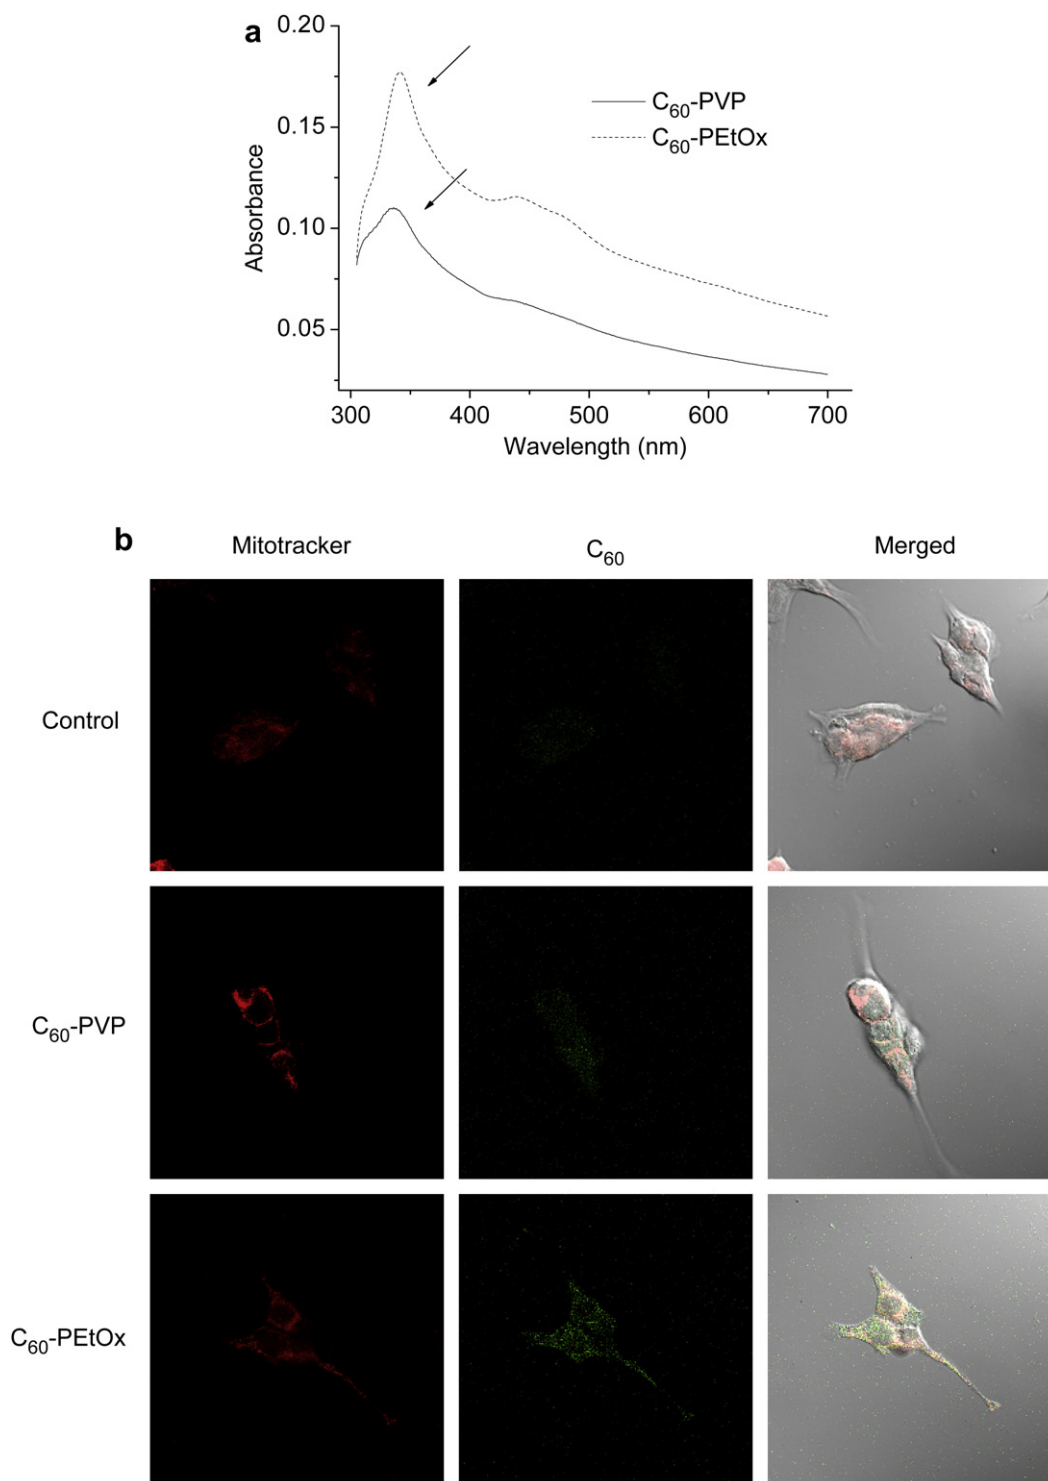 a
0.20
0.15
0.10
0.05
Absorbance
C60-PVP
C60-PEtOx
300 400 500 600 700
Wavelength (nm)
b
Mitotracker C60 Merged
Control
C60-PVP
C60-PEtOx